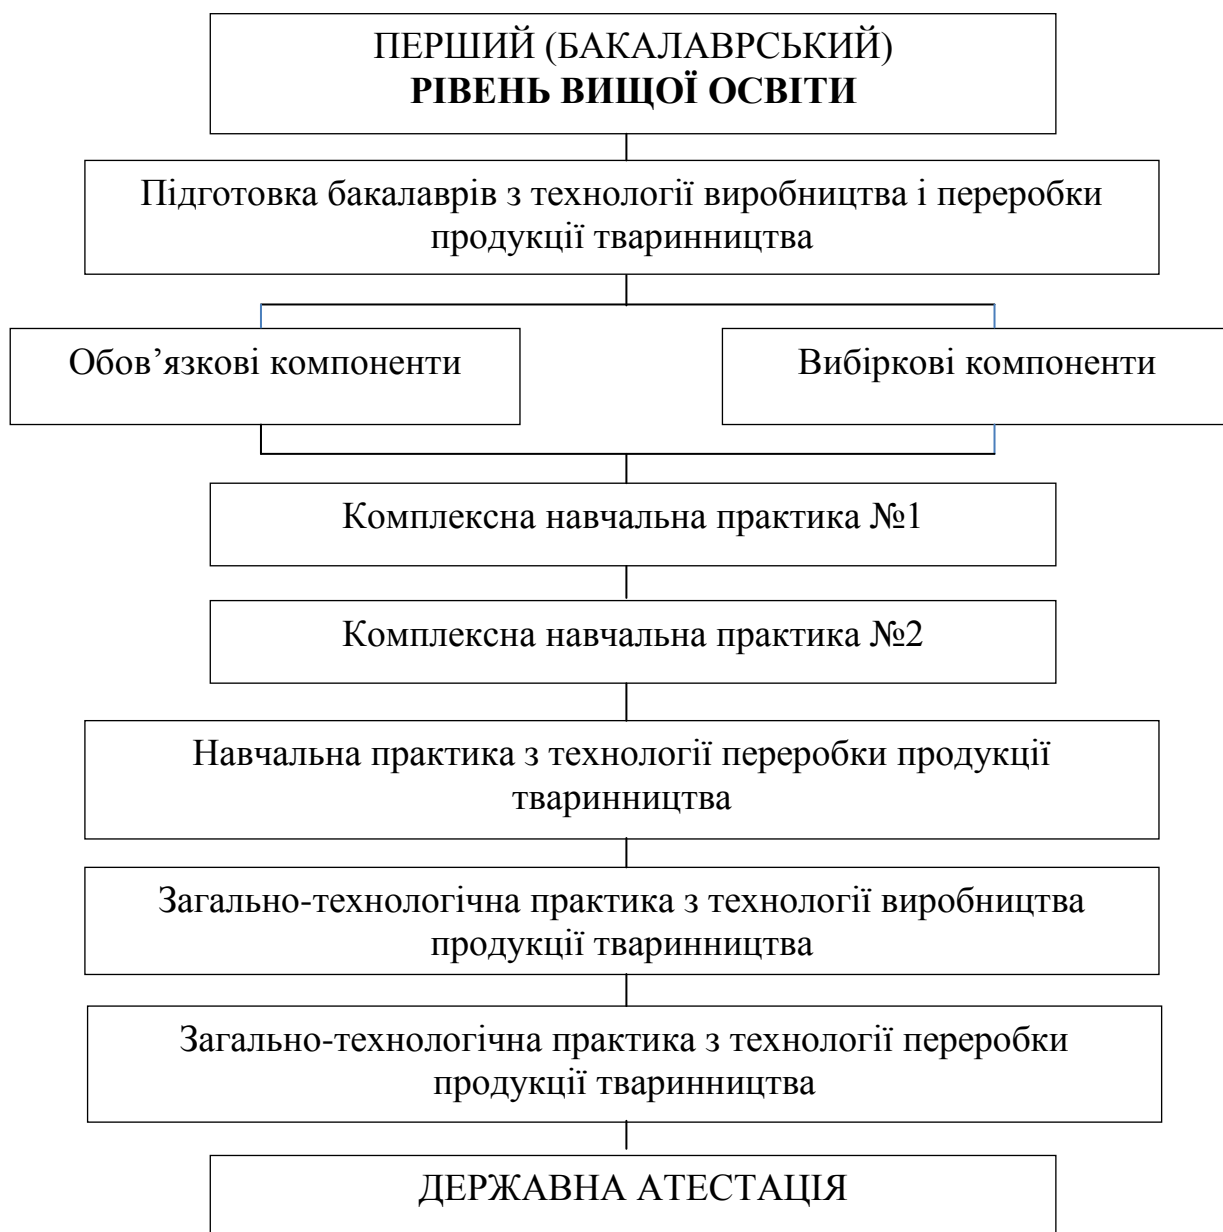 ПЕРШИЙ (БАКАЛАВРСЬКИЙ)
РІВЕНЬ ВИЩОЇ ОСВІТИ
Підготовка бакалаврів з технології виробництва і переробки
продукції тваринництва
Обов’язкові компоненти
Вибіркові компоненти
Комплексна навчальна практика №1
Комплексна навчальна практика №2
Навчальна практика з технології переробки продукції
тваринництва
Загально-технологічна практика з технології виробництва
продукції тваринництва
Загально-технологічна практика з технології переробки
продукції тваринництва
ДЕРЖАВНА АТЕСТАЦІЯ